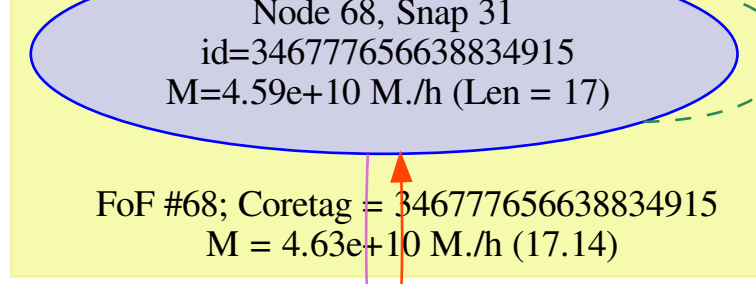 Node 68, Snap 31
id=346777656638834915
M=4.59e+10 M./h (Len = 17)
FoF #68; Coretag = 346777656638834915
M = 4.63e+10 M./h (17.14)